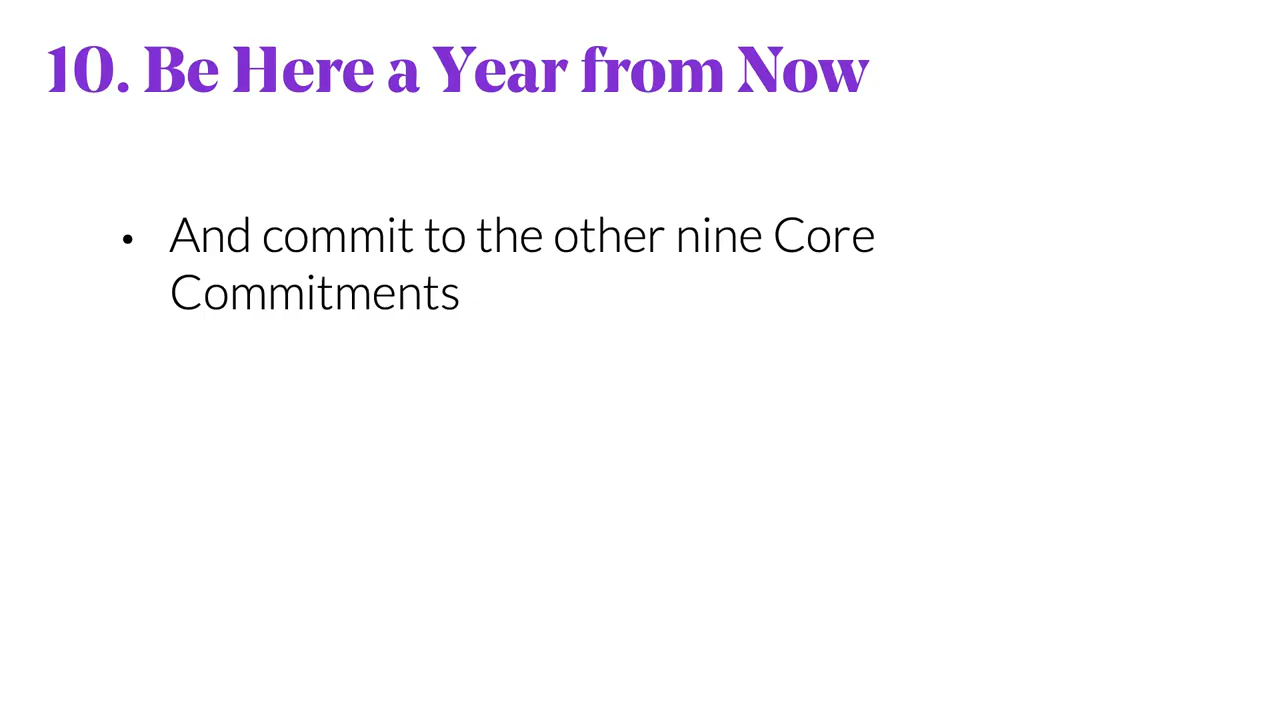 10. Be Here a Year from Now
• And commit to the other nine Core
Commitments